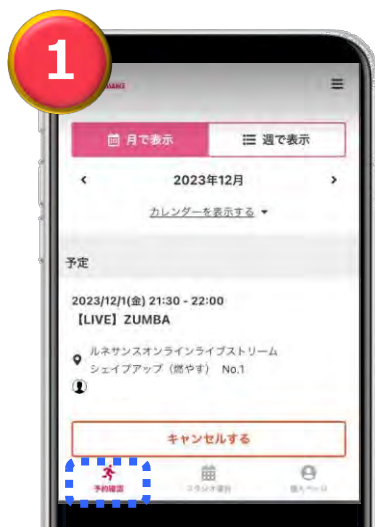 1
月で表示
週で表示
2023年12月
カレンダーを表示する
予定
2023/12/1(金) 21:30 - 22:00
【LIVE】ZUMBA
ルネサンスオンラインライブストリーム
シェイプアップ（燃やす） No.1
キャンセルする
予約確認